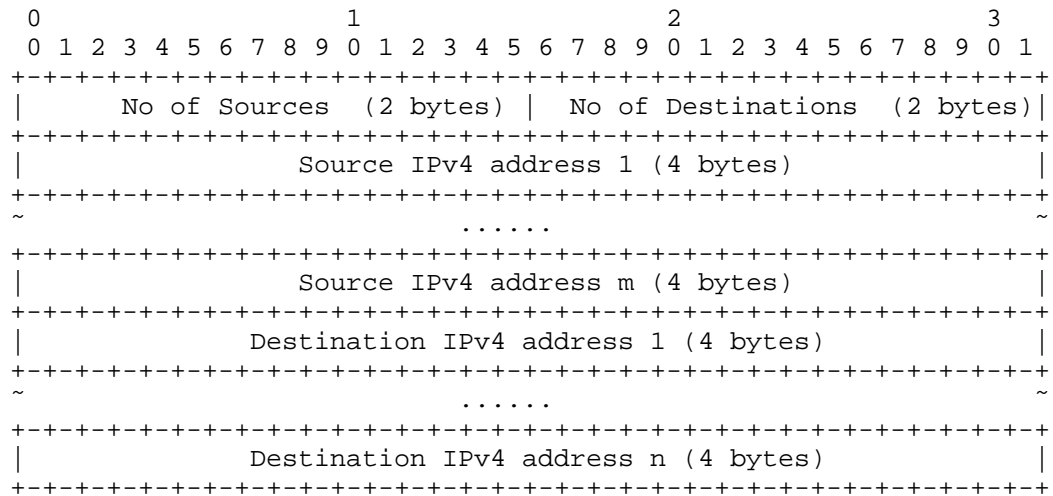 0                   1                   2                   3
 0 1 2 3 4 5 6 7 8 9 0 1 2 3 4 5 6 7 8 9 0 1 2 3 4 5 6 7 8 9 0 1
+-+-+-+-+-+-+-+-+-+-+-+-+-+-+-+-+-+-+-+-+-+-+-+-+-+-+-+-+-+-+-+-+
|      No of Sources  (2 bytes) |  No of Destinations  (2 bytes)|
+-+-+-+-+-+-+-+-+-+-+-+-+-+-+-+-+-+-+-+-+-+-+-+-+-+-+-+-+-+-+-+-+
|                 Source IPv4 address 1 (4 bytes)               |
+-+-+-+-+-+-+-+-+-+-+-+-+-+-+-+-+-+-+-+-+-+-+-+-+-+-+-+-+-+-+-+-+
~                           ......                              ~
+-+-+-+-+-+-+-+-+-+-+-+-+-+-+-+-+-+-+-+-+-+-+-+-+-+-+-+-+-+-+-+-+
|                 Source IPv4 address m (4 bytes)               |
+-+-+-+-+-+-+-+-+-+-+-+-+-+-+-+-+-+-+-+-+-+-+-+-+-+-+-+-+-+-+-+-+
|              Destination IPv4 address 1 (4 bytes)             |
+-+-+-+-+-+-+-+-+-+-+-+-+-+-+-+-+-+-+-+-+-+-+-+-+-+-+-+-+-+-+-+-+
~                           ......                              ~
+-+-+-+-+-+-+-+-+-+-+-+-+-+-+-+-+-+-+-+-+-+-+-+-+-+-+-+-+-+-+-+-+
|              Destination IPv4 address n (4 bytes)             |
+-+-+-+-+-+-+-+-+-+-+-+-+-+-+-+-+-+-+-+-+-+-+-+-+-+-+-+-+-+-+-+-+